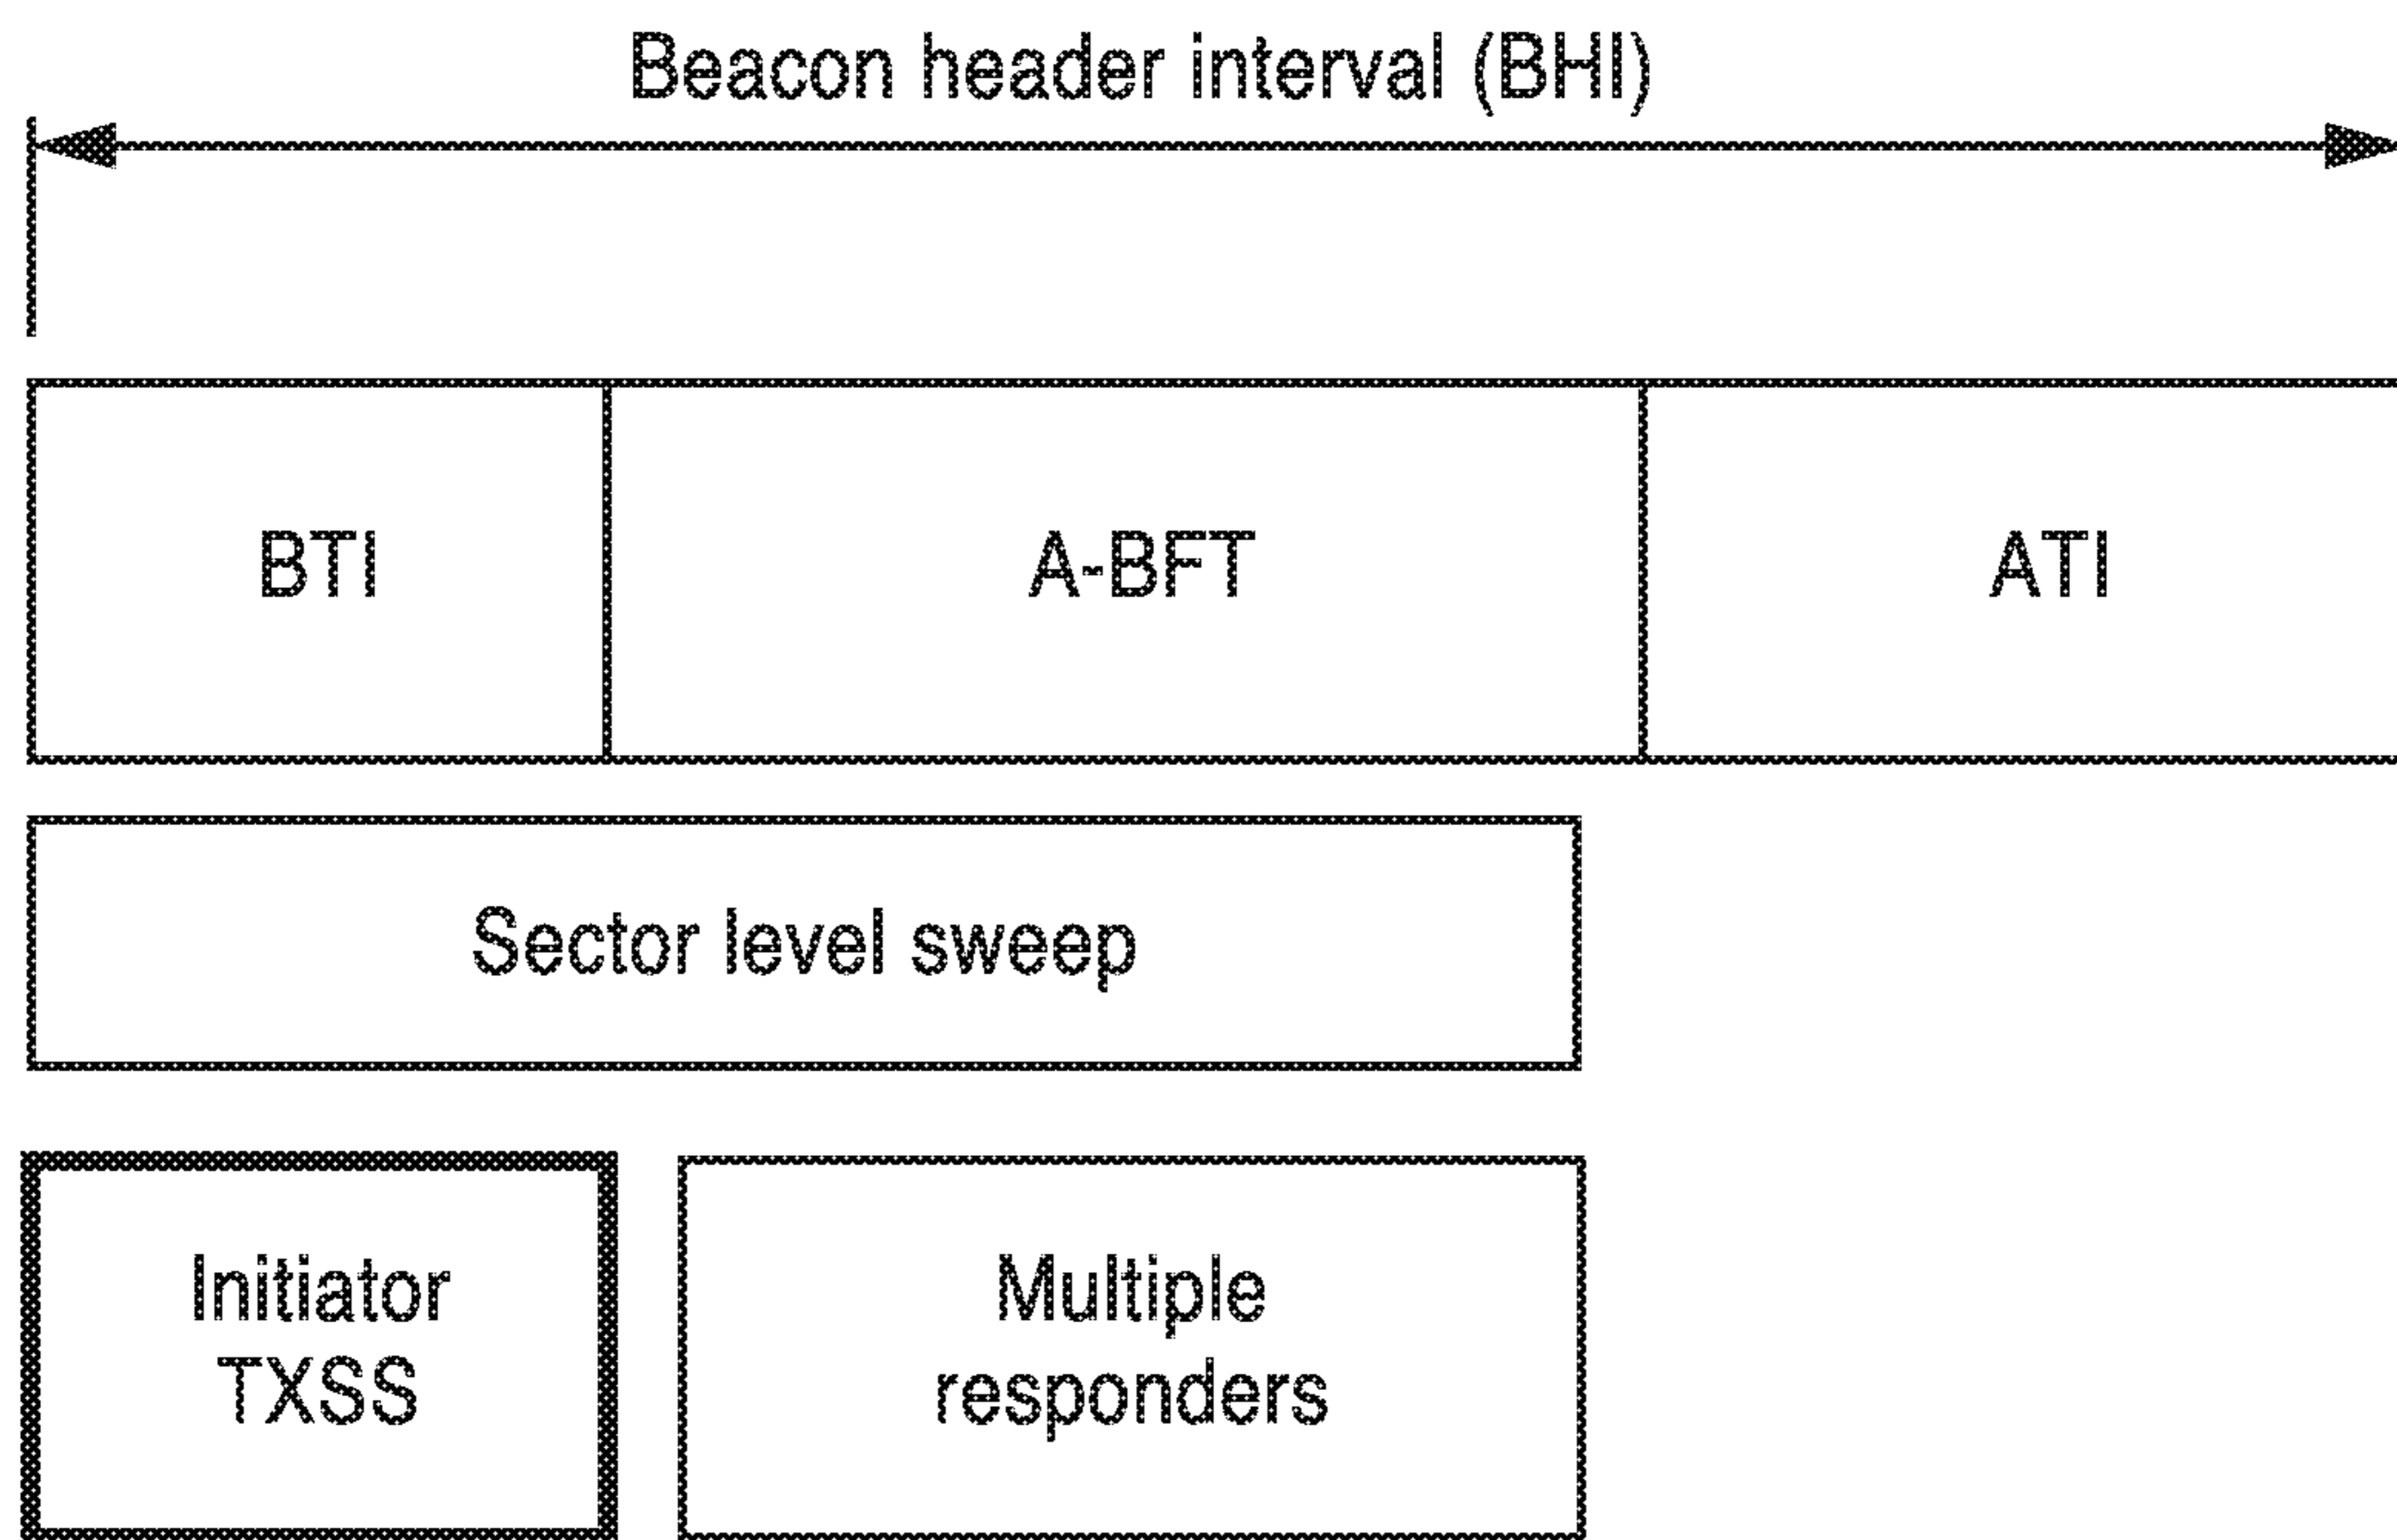 Beacon header interval (BHI)
BTI
A-BFT
ATI
Sector level sweep
Initiator
TXSS
Multiple
responders